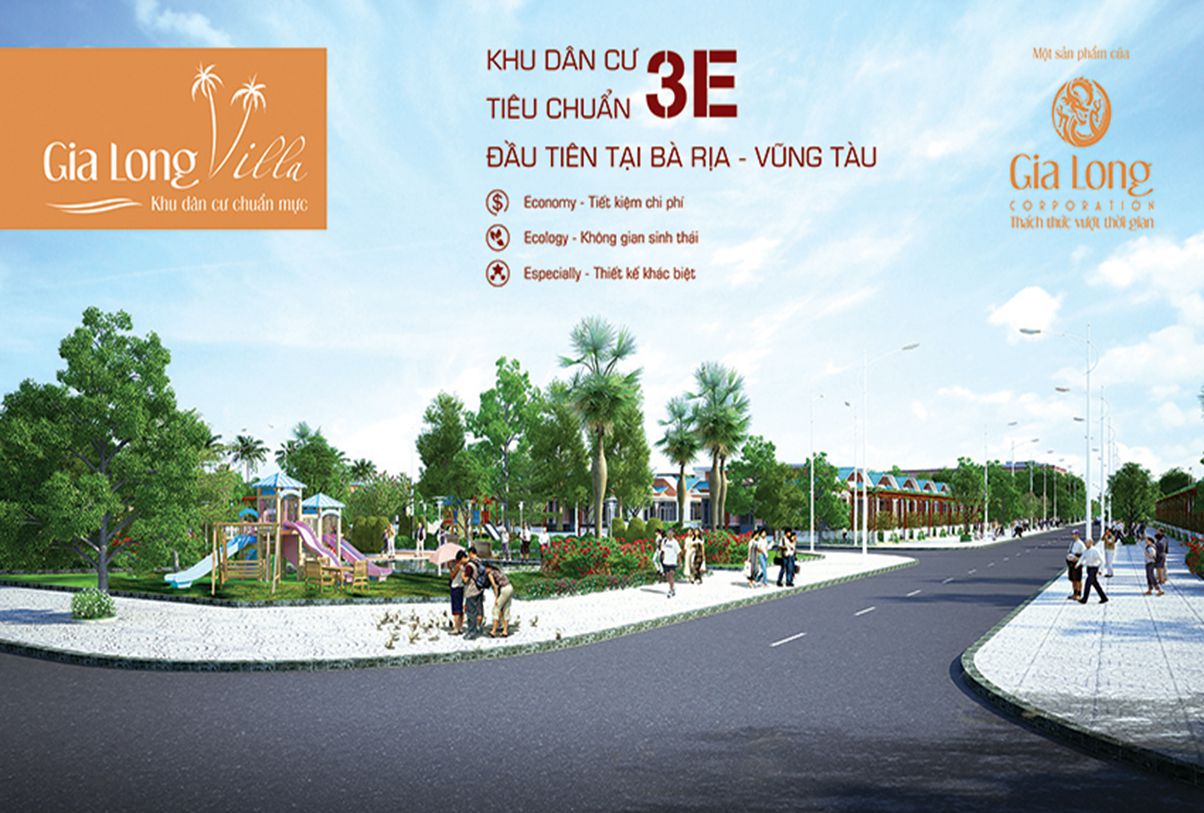 Gia Long Villa
Khu dân cư chuẩn mực
KHU DÂN CƯ
TIÊU CHUẨN 3E
ĐẦU TIÊN TẠI BÀ RỊA - VŨNG TÀU
Economy - Tiết kiệm chi phí
Ecology - Không gian sinh thái
Especially - Thiết kế khác biệt
Một sản phẩm của
Gia Long
CORPORATION
Thách thức vượt thời gian